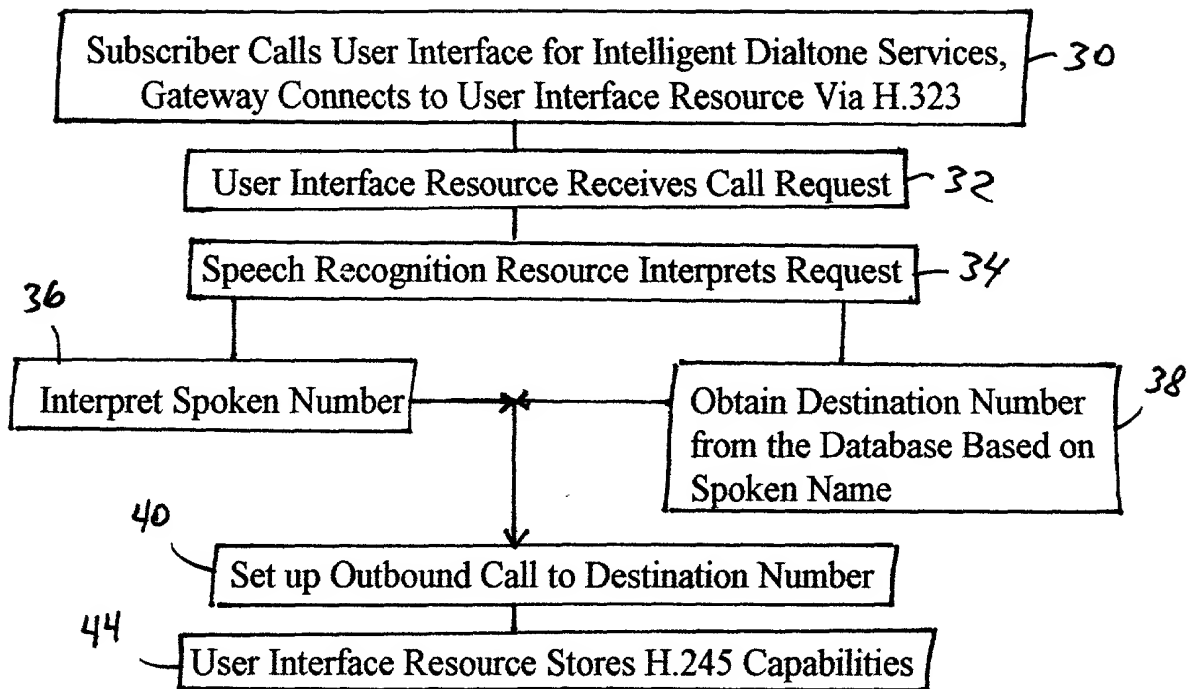 Subscriber Calls User Interface for Intelligent Dialtone Services,
Gateway Connects to User Interface Resource Via H.323
30
User Interface Resource Receives Call Request
32
Speech Recognition Resource Interprets Request
34
36
Interpret Spoken Number
38
Obtain Destination Number
from the Database Based on
Spoken Name
40
Set up Outbound Call to Destination Number
44
User Interface Resource Stores H.245 Capabilities